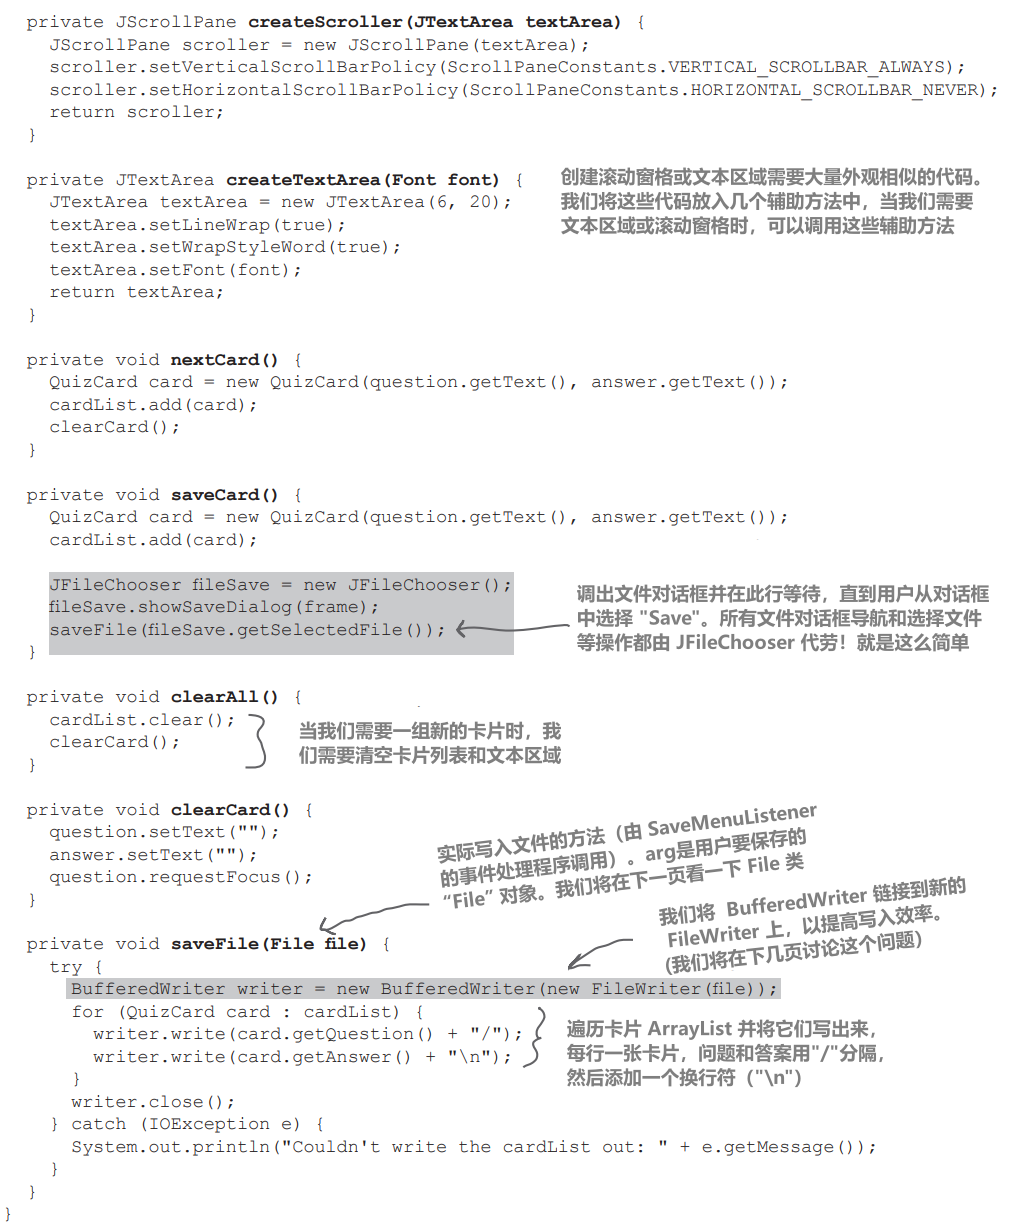 private JScrollPane createScroller(JTextArea textArea) {
JScrollPane scroller = new JScrollPane(textArea);
scroller.setVerticalScrollBarPolicy(ScrollPaneConstants.VERTICAL_SCROLLBAR_ALWAYS);
scroller.setHorizontalScrollBarPolicy(ScrollPaneConstants.HORIZONTAL_SCROLLBAR_NEVER);
return scroller;
}
private JTextArea createTextArea(Font font) {
JTextArea textArea = new JTextArea(6, 20);
textArea.setLineWrap(true);
textArea.setWrapStyleWord(true);
textArea.setFont(font);
return textArea;
}
创建滚动窗格或文本区域需要大量外观相似的代码。
我们将这些代码放入几个辅助方法中，当我们需要
文本区域或滚动窗格时，可以调用这些辅助方法
private void nextCard() {
QuizCard card = new QuizCard(question.getText(), answer.getText());
cardList.add(card);
clearCard();
}
private void saveCard() {
QuizCard card = new QuizCard(question.getText(), answer.getText());
cardList.add(card);
JFileChooser fileSave = new JFileChooser();
fileSave.showSaveDialog(frame);
saveFile(fileSave.getSelectedFile());
}
调出文件对话框并在此行等待，直到用户从对话框
中选择 "Save"。所有文件对话框导航和选择文件
等操作都由 JFileChooser 代劳！就是这么简单
private void clearAll() {
cardList.clear();
clearCard();
}
当我们需要一组新的卡片时，我
们需要清空卡片列表和文本区域
private void clearCard() {
question.setText("");
answer.setText("");
question.requestFocus();
}
实际写入文件的方法（由 SaveMenuListener
的事件处理程序调用）。arg是用户要保存的
“File” 对象。我们将在下一页看一下 File 类
我们将 BufferedWriter 链接到新的
FileWriter 上，以提高写入效率。
(我们将在下几页讨论这个问题)
private void saveFile(File file) {
try {
BufferedWriter writer = new BufferedWriter(new FileWriter(file));
for (QuizCard card : cardList) {
writer.write(card.getQuestion() + "/");
writer.write(card.getAnswer() + "\n");
}
writer.close();
} catch (IOException e) {
System.out.println("Couldn't write the cardList out: " + e.getMessage());
}
}
}
遍历卡片 ArrayList 并将它们写出来，
每行一张卡片，问题和答案用"/"分隔，
然后添加一个换行符（"\n"）